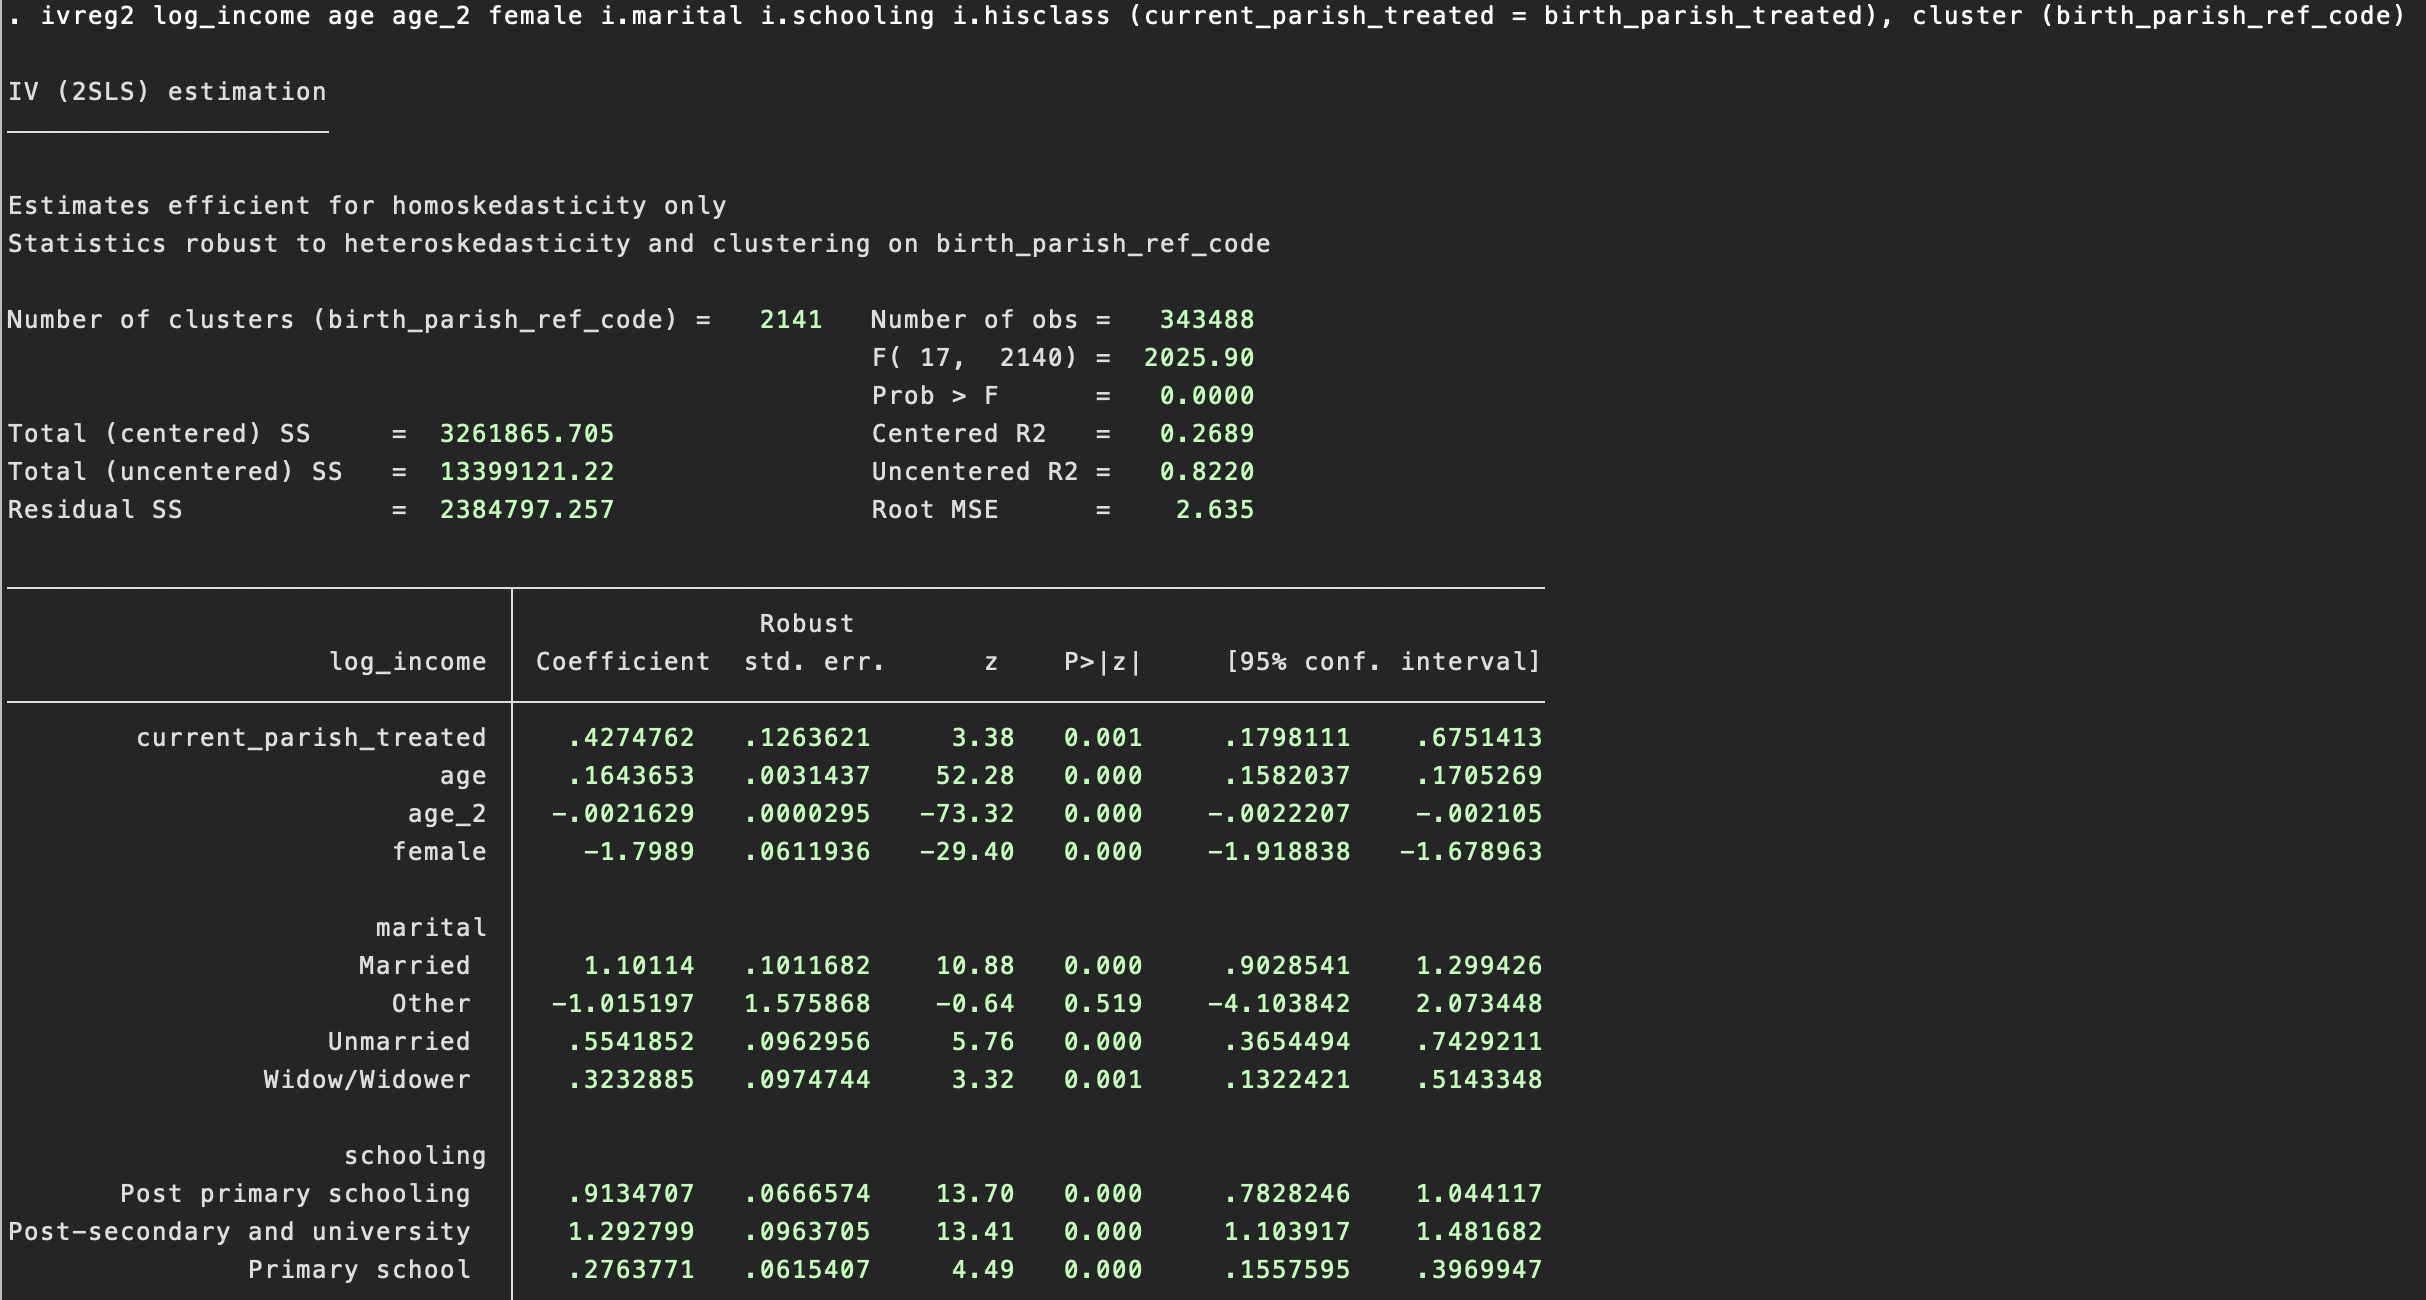 . ivreg2 log_income age age_2 female i.marital i.schooling i.hisclass (current_parish_treated = birth_parish_treated), cluster (birth_parish_ref_code)
IV (2SLS) estimation
Estimates efficient for homoskedasticity only
Statistics robust to heteroskedasticity and clustering on birth_parish_ref_code
Number of clusters (birth_parish_ref_code) = 2141 Number of obs = 343488
F( 17, 2140) = 2025.90
Prob > F = 0.0000
Total (centered) SS = 3261865.705 Centered R2 = 0.2689
Total (uncentered) SS = 13399121.22 Uncentered R2 = 0.8220
Residual SS = 2384797.257 Root MSE = 2.635
Robust
log_income Coefficient std. err. z P>|z| [95% conf. interval]
current_parish_treated .4274762 .1263621 3.38 0.001 .1798111 .6751413
age .1643653 .0031437 52.28 0.000 .1582037 .1705269
age_2 -.0021629 .0000295 -73.32 0.000 -.0022207 -.002105
female -1.7989 .0611936 -29.40 0.000 -1.918838 -1.678963
marital
Married 1.10114 .1011682 10.88 0.000 .9028541 1.299426
Other -1.015197 1.575868 -0.64 0.519 -4.103842 2.073448
Unmarried .5541852 .0962956 5.76 0.000 .3654494 .7429211
Widow/Widower .3232885 .0974744 3.32 0.001 .1322421 .5143348
schooling
Post primary schooling .9134707 .0666574 13.70 0.000 .7828246 1.044117
Post-secondary and university 1.292799 .0963705 13.41 0.000 1.103917 1.481682
Primary school .2763771 .0615407 4.49 0.000 .1557595 .3969947